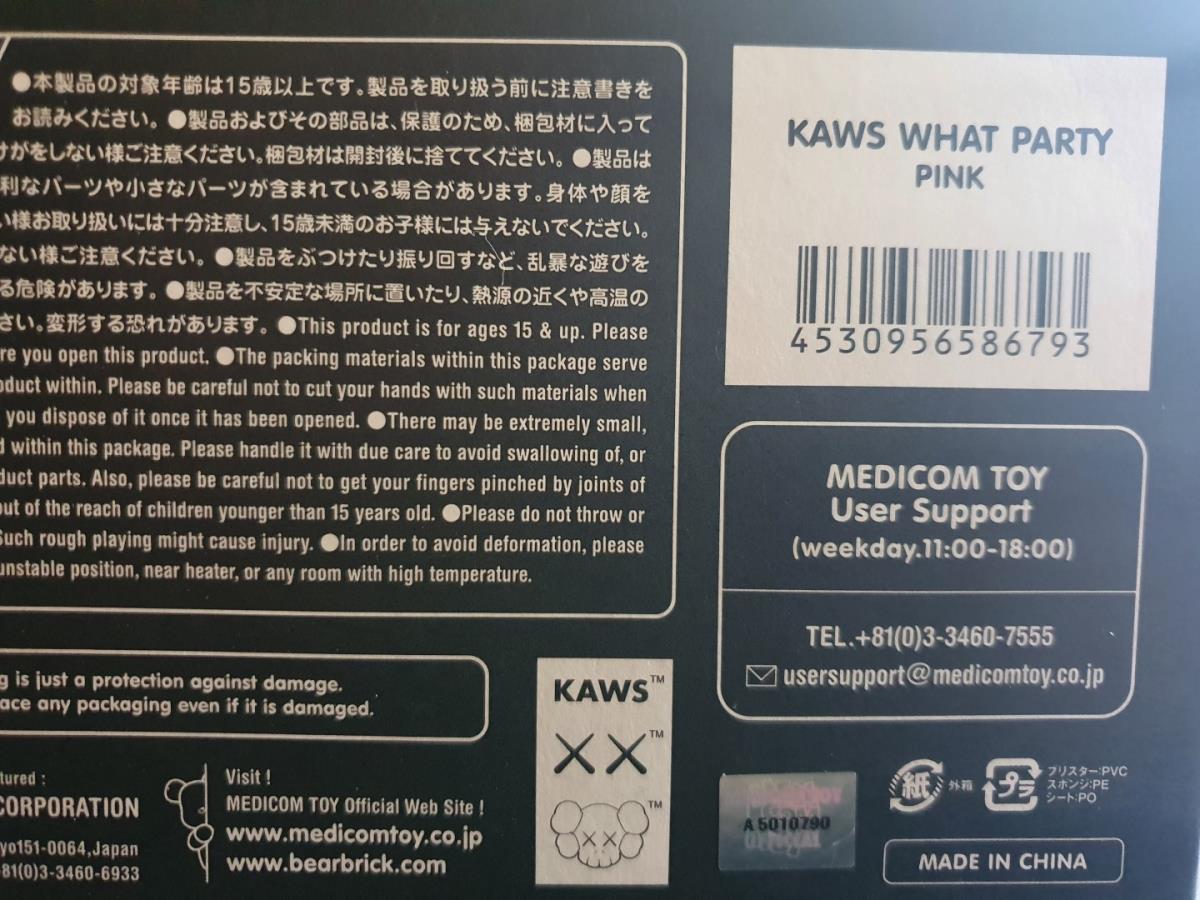 ●本製品の対象年齢は15歳以上です。製品を取り扱う前に注意書きを
お読みください。●製品およびその部品は、保護のため、梱包材に入って
けがをしない様ご注意ください。梱包材は開封後に捨ててください。●製品は
利なパーツや小さなパーツが含まれている場合があります。身体や顔を
い様お取り扱いには十分注意し、15歳未満のお子様には与えないでください。
ない様ご注意ください。●製品をぶつけたり振り回すなど、乱暴な遊びを
る危険があります。●製品を不安定な場所に置いたり、熱源の近くや高温の
さい。変形する恐れがあります。●This product is for ages 15 & up. Please
re you open this product. ●The packing materials within this package serve
oduct within. Please be careful not to cut your hands with such materials when
you dispose of it once it has been opened. ●There may be extremely small,
d within this package. Please handle it with due care to avoid swallowing of, or
duct parts. Also, please be careful not to get your fingers pinched by joints of
out of the reach of children younger than 15 years old. ●Please do not throw or
Such rough playing might cause injury. ●In order to avoid deformation, please
unstable position, near heater, or any room with high temperature.
KAWS WHAT PARTY
PINK
4530956586793
MEDICOM TOY
User Support
(weekday.11:00-18:00)
TEL.+81(0)3-3460-7555
usersupport@medicomtoy.co.jp
g is just a protection against damage.
ace any packaging even if it is damaged.
tured :
CORPORATION
yo151-0064,Japan
-81(0)3-3460-6933
Visit !
MEDICOM TOY Official Web Site !
www.medicomtoy.co.jp
www.bearbrick.com
KAWS™
XX™
™
A 5010790
OFFICIAL
紙 外箱
プラ
ブリスター:PVC
スポンジ:PE
シート:PO
MADE IN CHINA